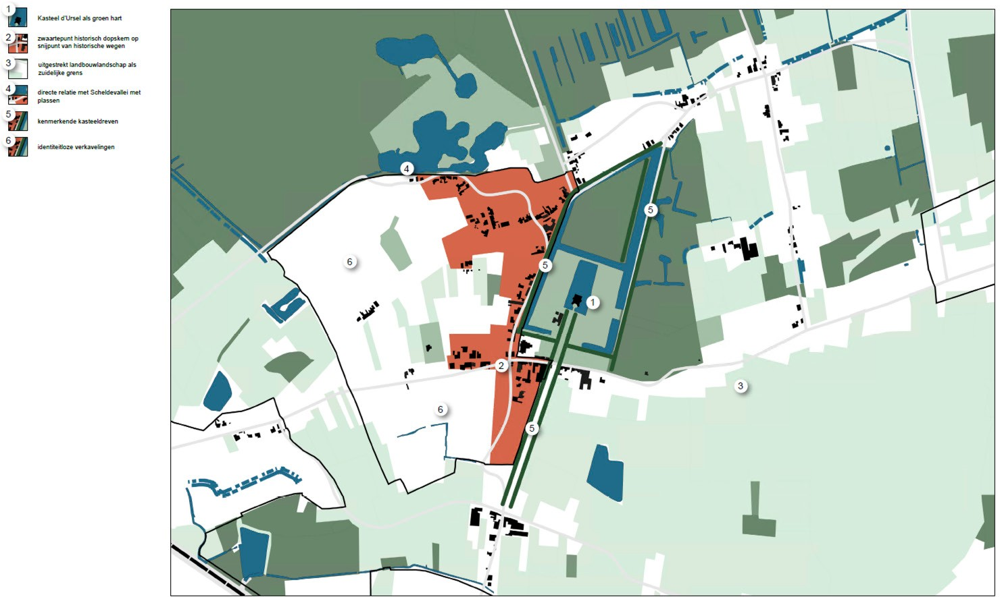 1
Kasteel d'Ursel als groen hart
2
zwaartepunt historisch dopskern op
snijpunt van historische wegen
3
uitgestrekt landbouwlandschap als
zuidelijke grens
4
directe relatie met Scheldevallei met
plassen
5
kenmerkende kasteeldreven
6
identiteitloze verkavelingen
4
5
6
5
1
2
3
6
5